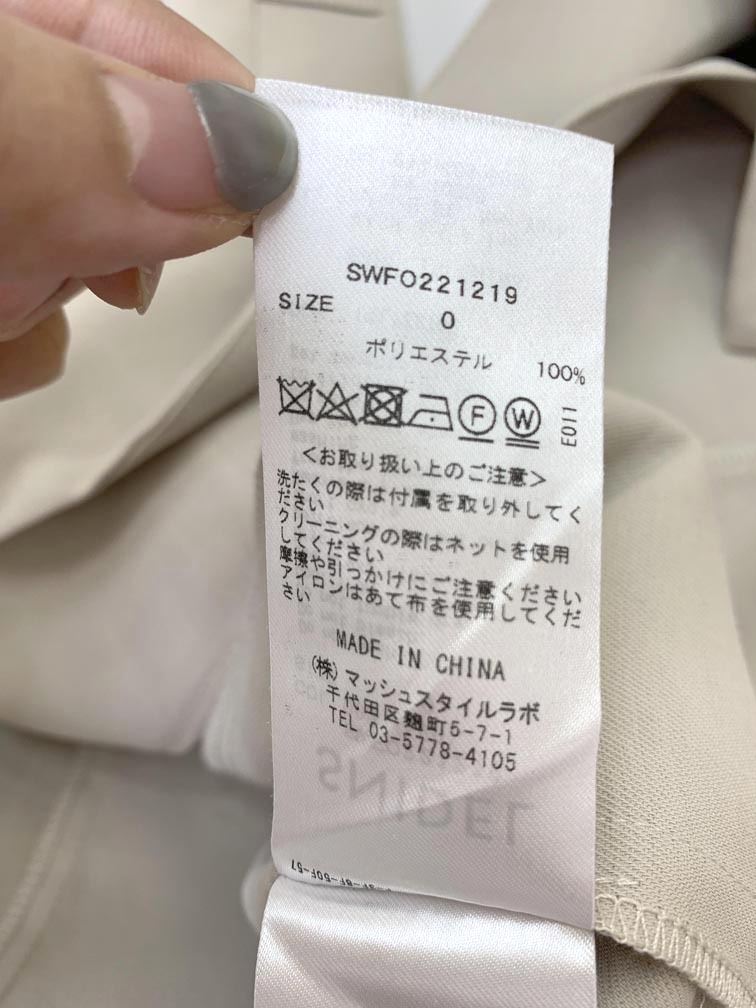 SWFO221219
SIZE 0
ポリエステル 100%
F W E011
＜お取り扱い上のご注意＞
洗たくの際は付属を取り外してく
ださい
クリーニングの際はネットを使用
してください
摩擦や引っかけにご注意ください
アイロンはあて布を使用してくだ
さい
MADE IN CHINA
(株)マッシュスタイルラボ
千代田区麹町5-7-1
TEL 03-5778-4105
SNIDEL